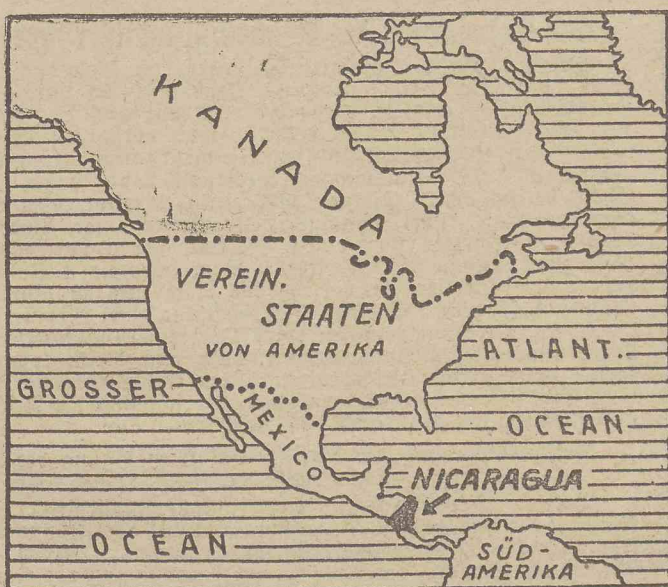 KANADA
VEREIN.
STAATEN
VON AMERIKA
ATLANT.
OCEAN
GROSSER
OCEAN
MEXICO
NICARAGUA
SÜD-
AMERIKA